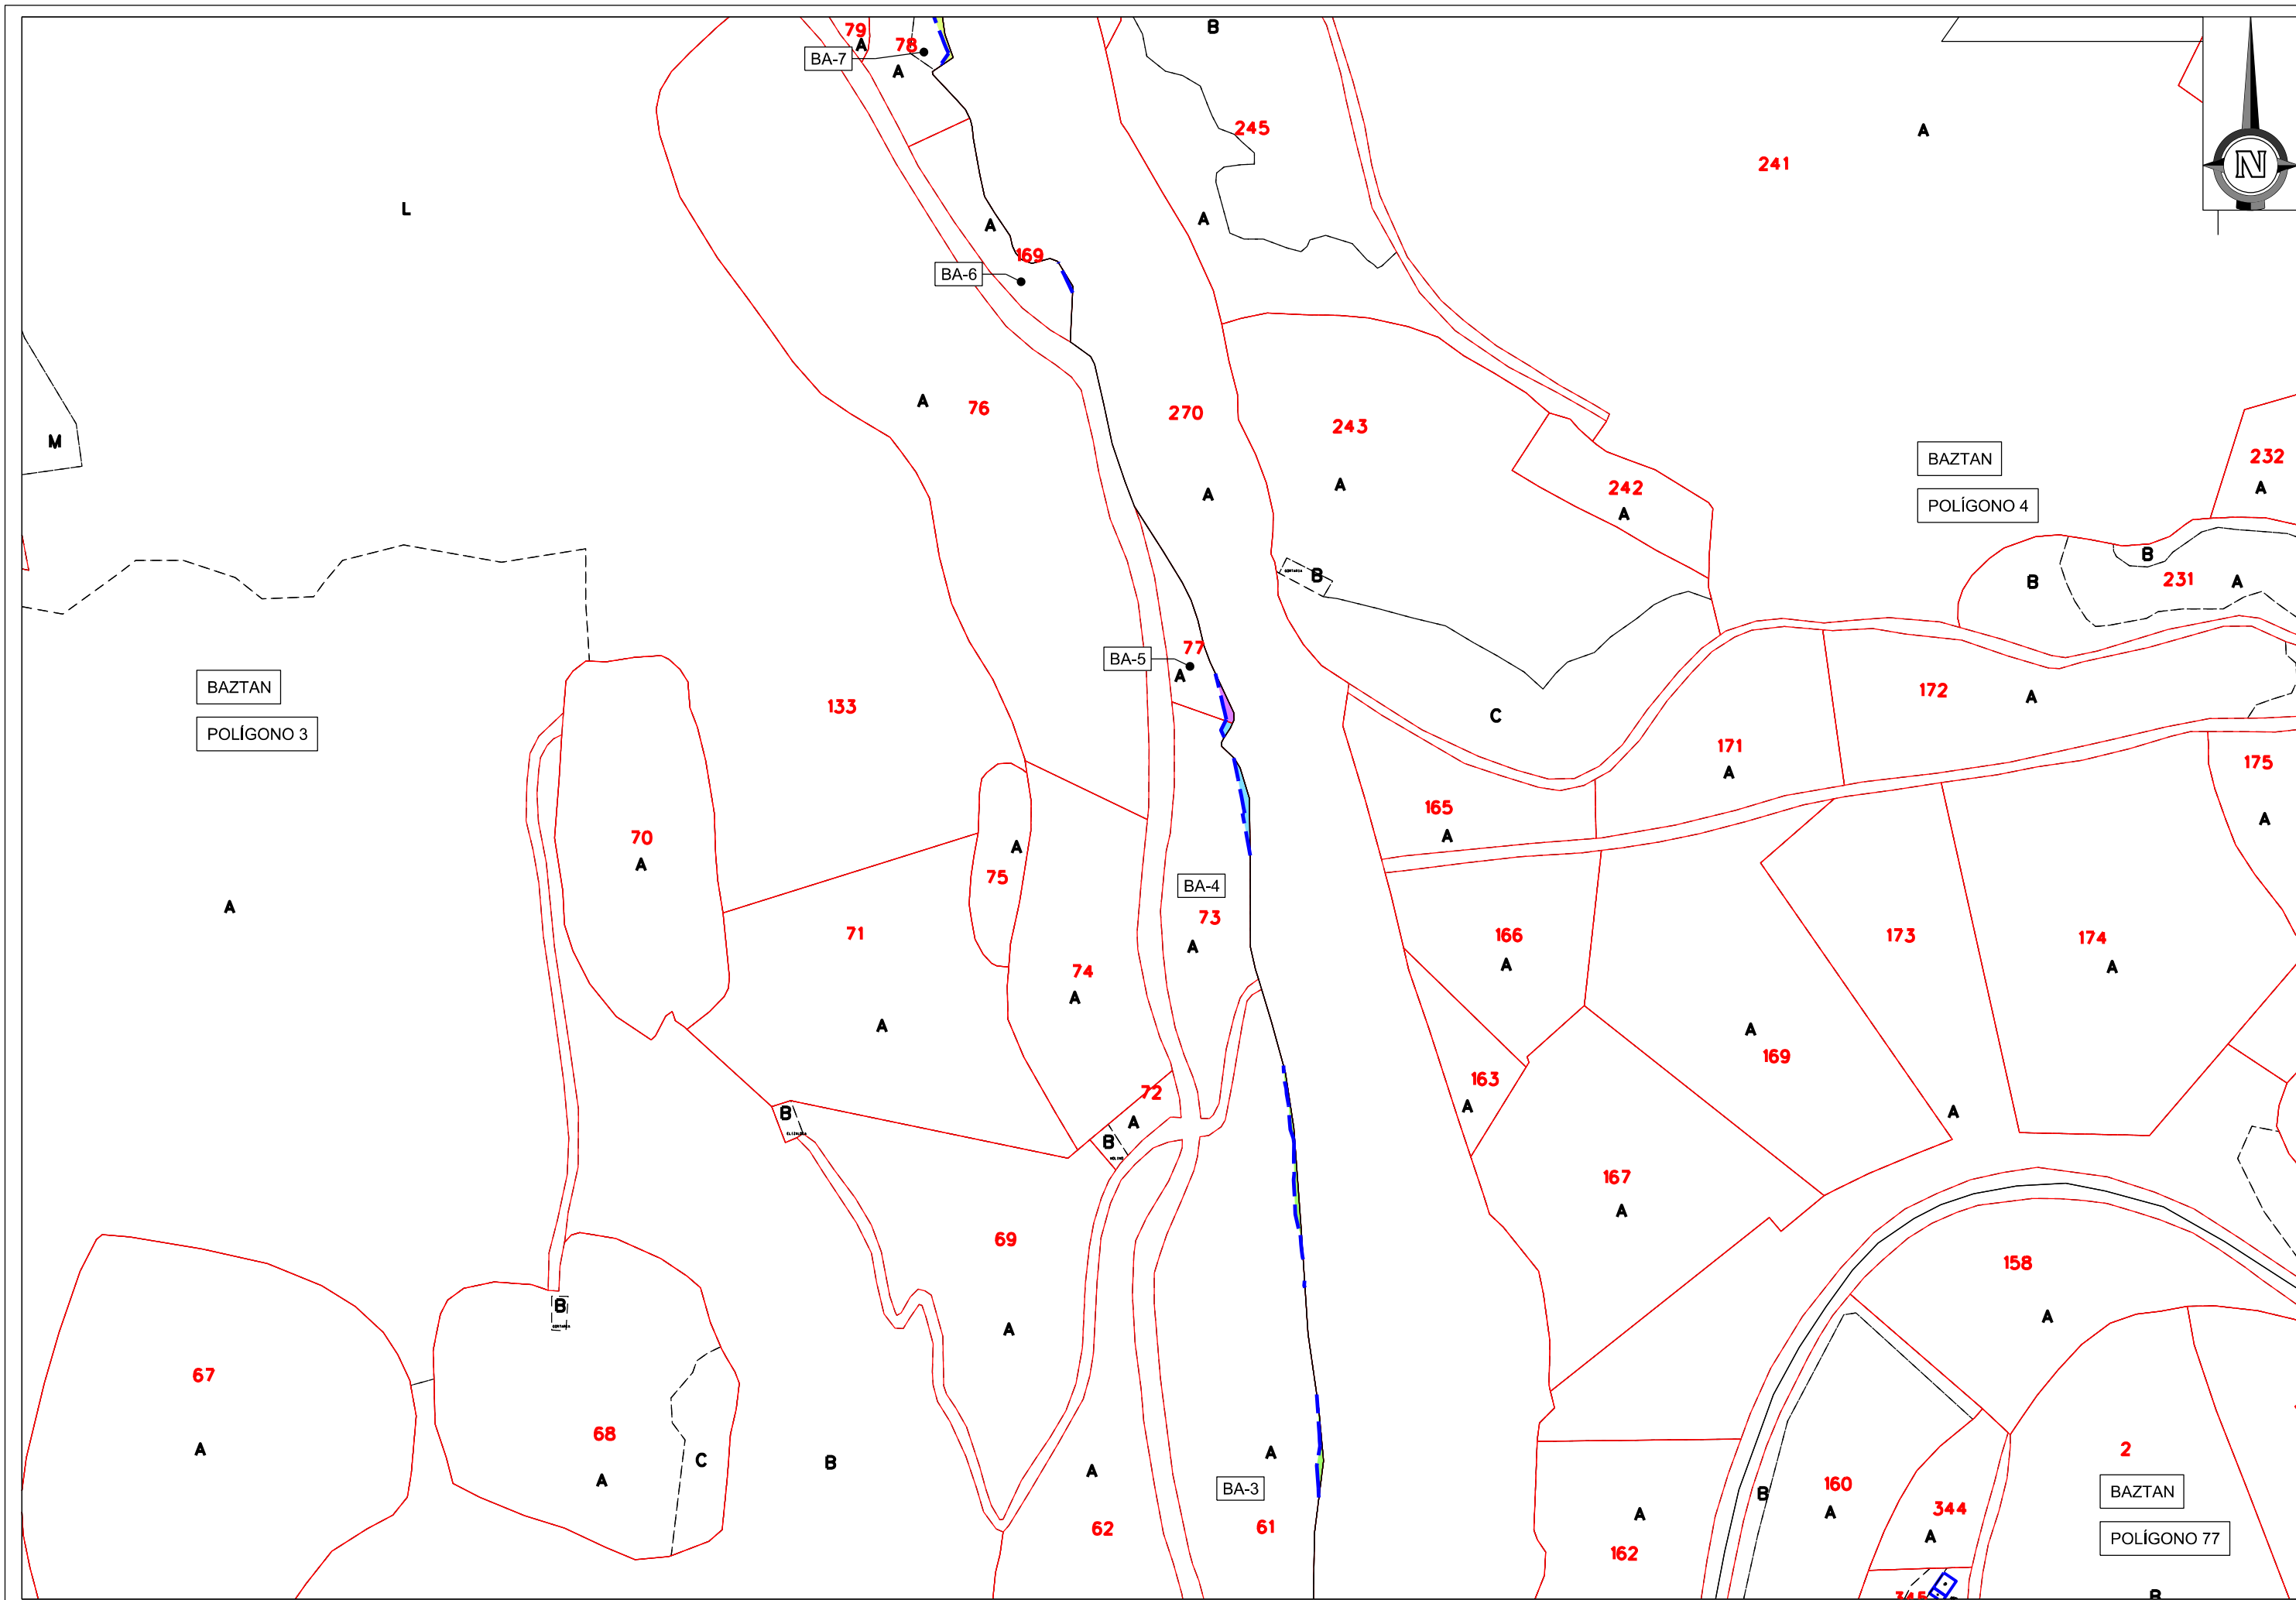 79
A
78
BA-7
A
B
245
A
241
A
N
L
A
169
BA-6
A
A
76
270
A
243
A
242
A
M
BAZTAN
POLÍGONO 4
232
A
B
B
231
A
B
77
BA-5
A
BAZTAN
POLÍGONO 3
133
C
172
A
171
A
175
A
165
A
70
A
A
75
BA-4
73
A
A
71
A
74
A
166
A
173
174
A
A
169
163
A
A
72
A
B
B
167
A
69
A
158
A
B
67
A
68
A
C
B
A
62
A
BA-3
61
A
162
B
160
A
344
A
2
BAZTAN
POLÍGONO 77
345
B